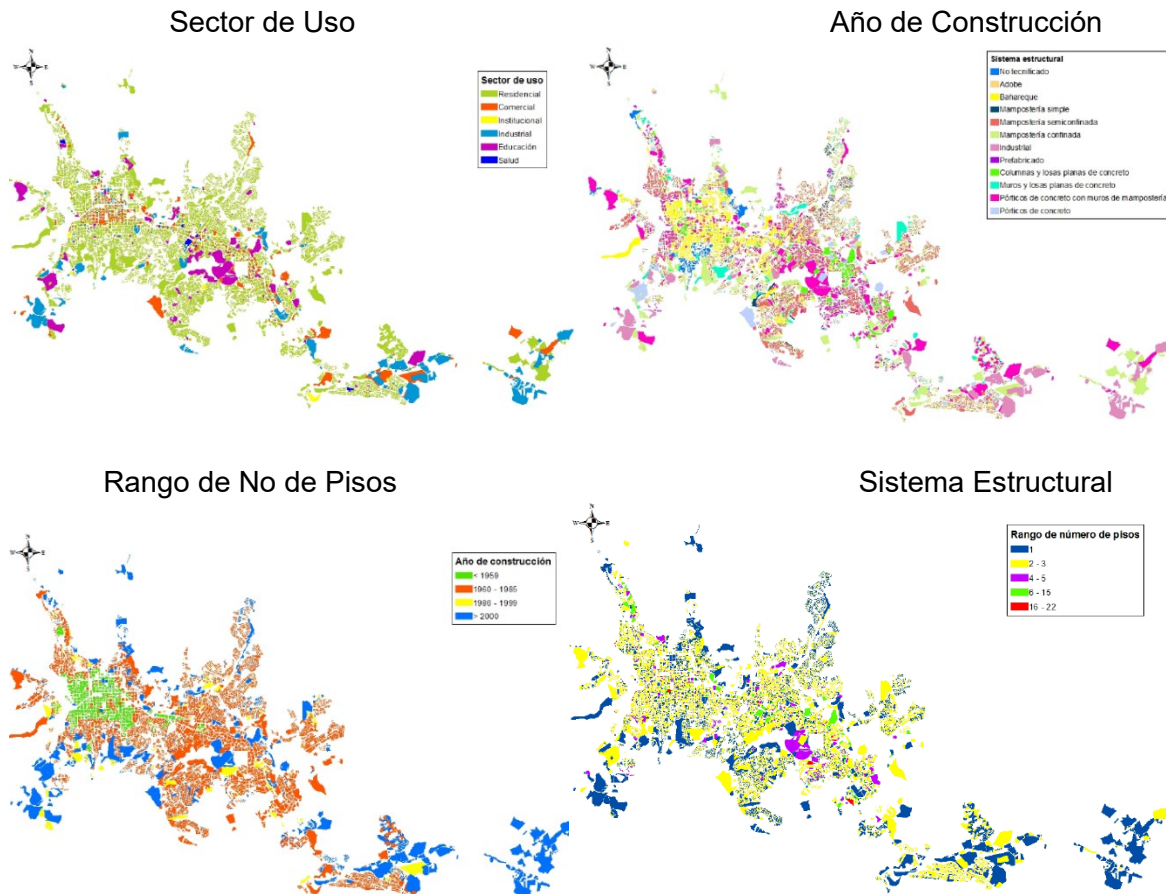 Sector de Uso
Año de Construcción
N
W E
S
Sector de uso
Residencial
Comercial
Institucional
Industrial
Educación
Salud
N
W E
S
Sistema estructural
No tecnificado
Adobe
Bahareque
Mampostería simple
Mampostería semiconfinada
Mampostería confinada
Industrial
Prefabricado
Columnas y losas planas de concreto
Muros y losas planas de concreto
Pórticos de concreto con muros de mampostería
Pórticos de concreto
Rango de No de Pisos
Sistema Estructural
N
W E
S
Año de construcción
< 1959
1960 - 1985
1986 - 1999
> 2000
N
W E
S
Rango de número de pisos
1
2 - 3
4 - 5
6 - 15
16 - 22